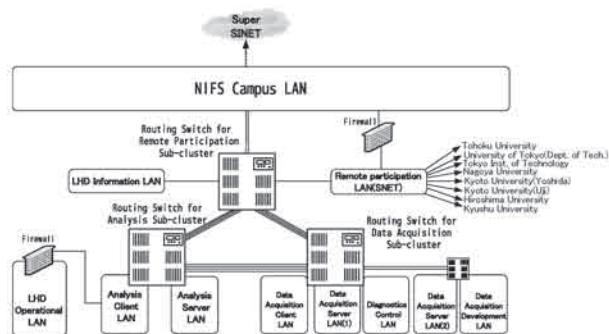 Super
SINET
NIFS Campus LAN
Routing Switch for
Remote Participation
Sub-cluster
Firewall
LHD Information LAN
Remote participation
LAN(SNET)
Tohoku University
University of Tokyo(Dept. of Tech.)
Tokyo Inst. of Technology
Nagoya University
Kyoto University(Yoshida)
Kyoto University(Uji)
Hiroshima University
Kyushu University
Routing Switch for
Analysis Sub-cluster
Routing Switch for
Data Acquisition
Sub-cluster
Firewall
LHD
Operational
LAN
Analysis
Client
LAN
Analysis
Server
LAN
Data
Acquisition
Client
LAN
Data
Acquisition
Server
LAN(1)
Diagnostics
Control
LAN
Data
Acquisition
Server
LAN(2)
Data
Acquisition
Development
LAN